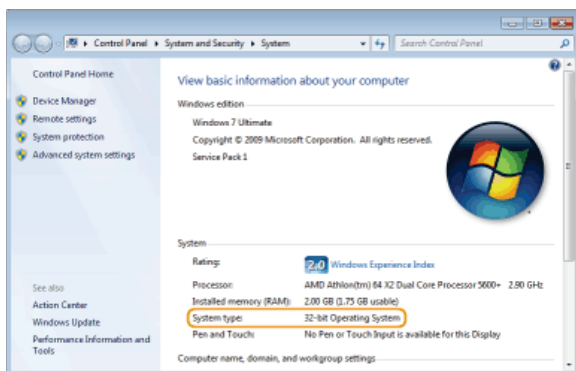 Control Panel ▸ System and Security ▸ System
Search Control Panel
Control Panel Home
Device Manager
Remote settings
System protection
Advanced system settings
See also
Action Center
Windows Update
Performance Information and
Tools
View basic information about your computer
Windows edition
Windows 7 Ultimate
Copyright © 2009 Microsoft Corporation. All rights reserved.
Service Pack 1
System
Rating: 2.0 Windows Experience Index
Processor: AMD Athlon(tm) 64 X2 Dual Core Processor 5600+ 2.90 GHz
Installed memory (RAM): 2.00 GB (1.75 GB usable)
System type: 32-bit Operating System
Pen and Touch: No Pen or Touch Input is available for this Display
Computer name, domain, and workgroup settings